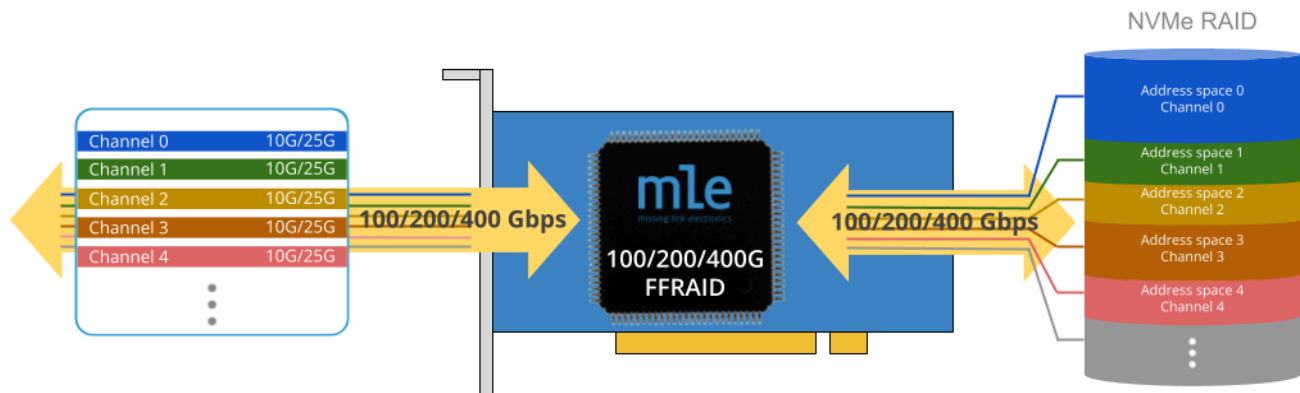 NVMe RAID
Channel 0 10G/25G
Channel 1 10G/25G
Channel 2 10G/25G
Channel 3 10G/25G
Channel 4 10G/25G
100/200/400 Gbps
mle
missing link electronics
100/200/400G
FFRAID
100/200/400 Gbps
Address space 0
Channel 0
Address space 1
Channel 1
Address space 2
Channel 2
Address space 3
Channel 3
Address space 4
Channel 4